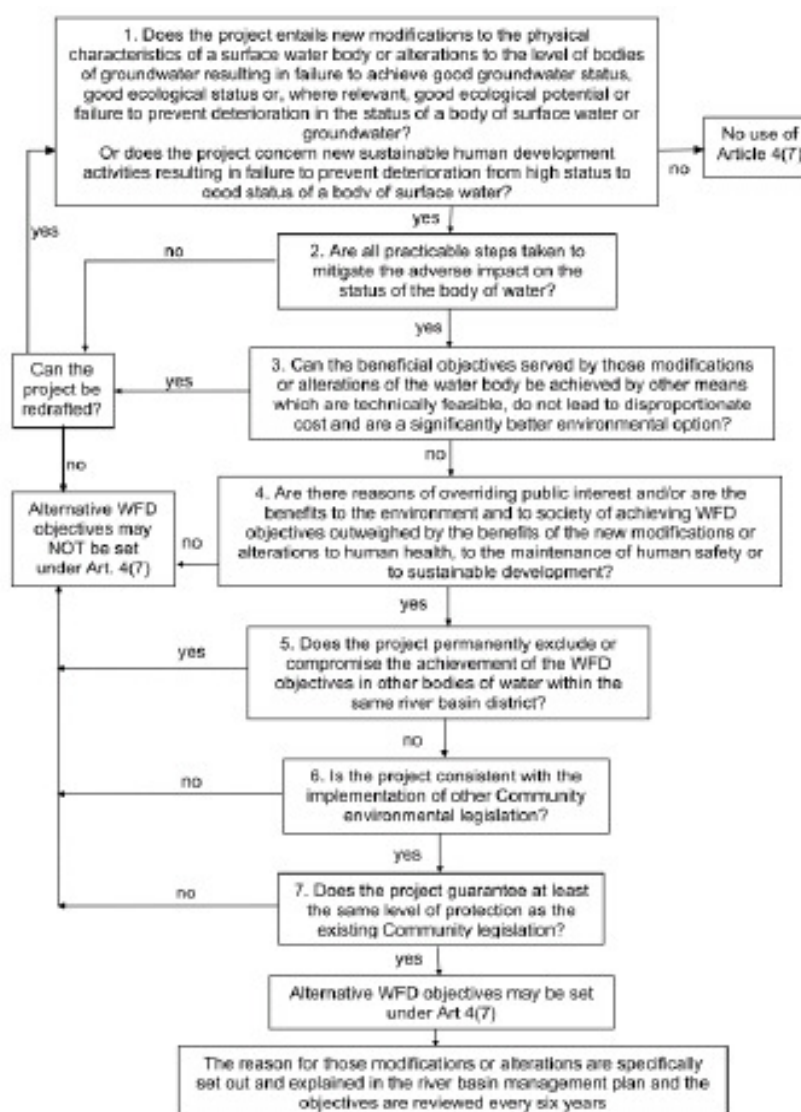 1. Does the project entails new modifications to the physical
characteristics of a surface water body or alterations to the level of bodies
of groundwater resulting in failure to achieve good groundwater status,
good ecological status or, where relevant, good ecological potential or
failure to prevent deterioration in the status of a body of surface water or
groundwater?
Or does the project concern new sustainable human development
activities resulting in failure to prevent deterioration from high status to
good status of a body of surface water?
no
No use of
Article 4(7)
yes
yes
no
2. Are all practicable steps taken to
mitigate the adverse impact on the
status of the body of water?
yes
Can the
project be
redrafted?
yes
3. Can the beneficial objectives served by those modifications
or alterations of the water body be achieved by other means
which are technically feasible, do not lead to disproportionate
cost and are a significantly better environmental option?
no
no
Alternative WFD
objectives may
NOT be set
under Art. 4(7)
no
4. Are there reasons of overriding public interest and/or are the
benefits to the environment and to society of achieving WFD
objectives outweighed by the benefits of the new modifications or
alterations to human health, to the maintenance of human safety or
to sustainable development?
yes
yes
5. Does the project permanently exclude or
compromise the achievement of the WFD
objectives in other bodies of water within the
same river basin district?
no
no
6. Is the project consistent with the
implementation of other Community
environmental legislation?
yes
no
7. Does the project guarantee at least
the same level of protection as the
existing Community legislation?
yes
Alternative WFD objectives may be set
under Art 4(7)
The reason for those modifications or alterations are specifically
set out and explained in the river basin management plan and the
objectives are reviewed every six years